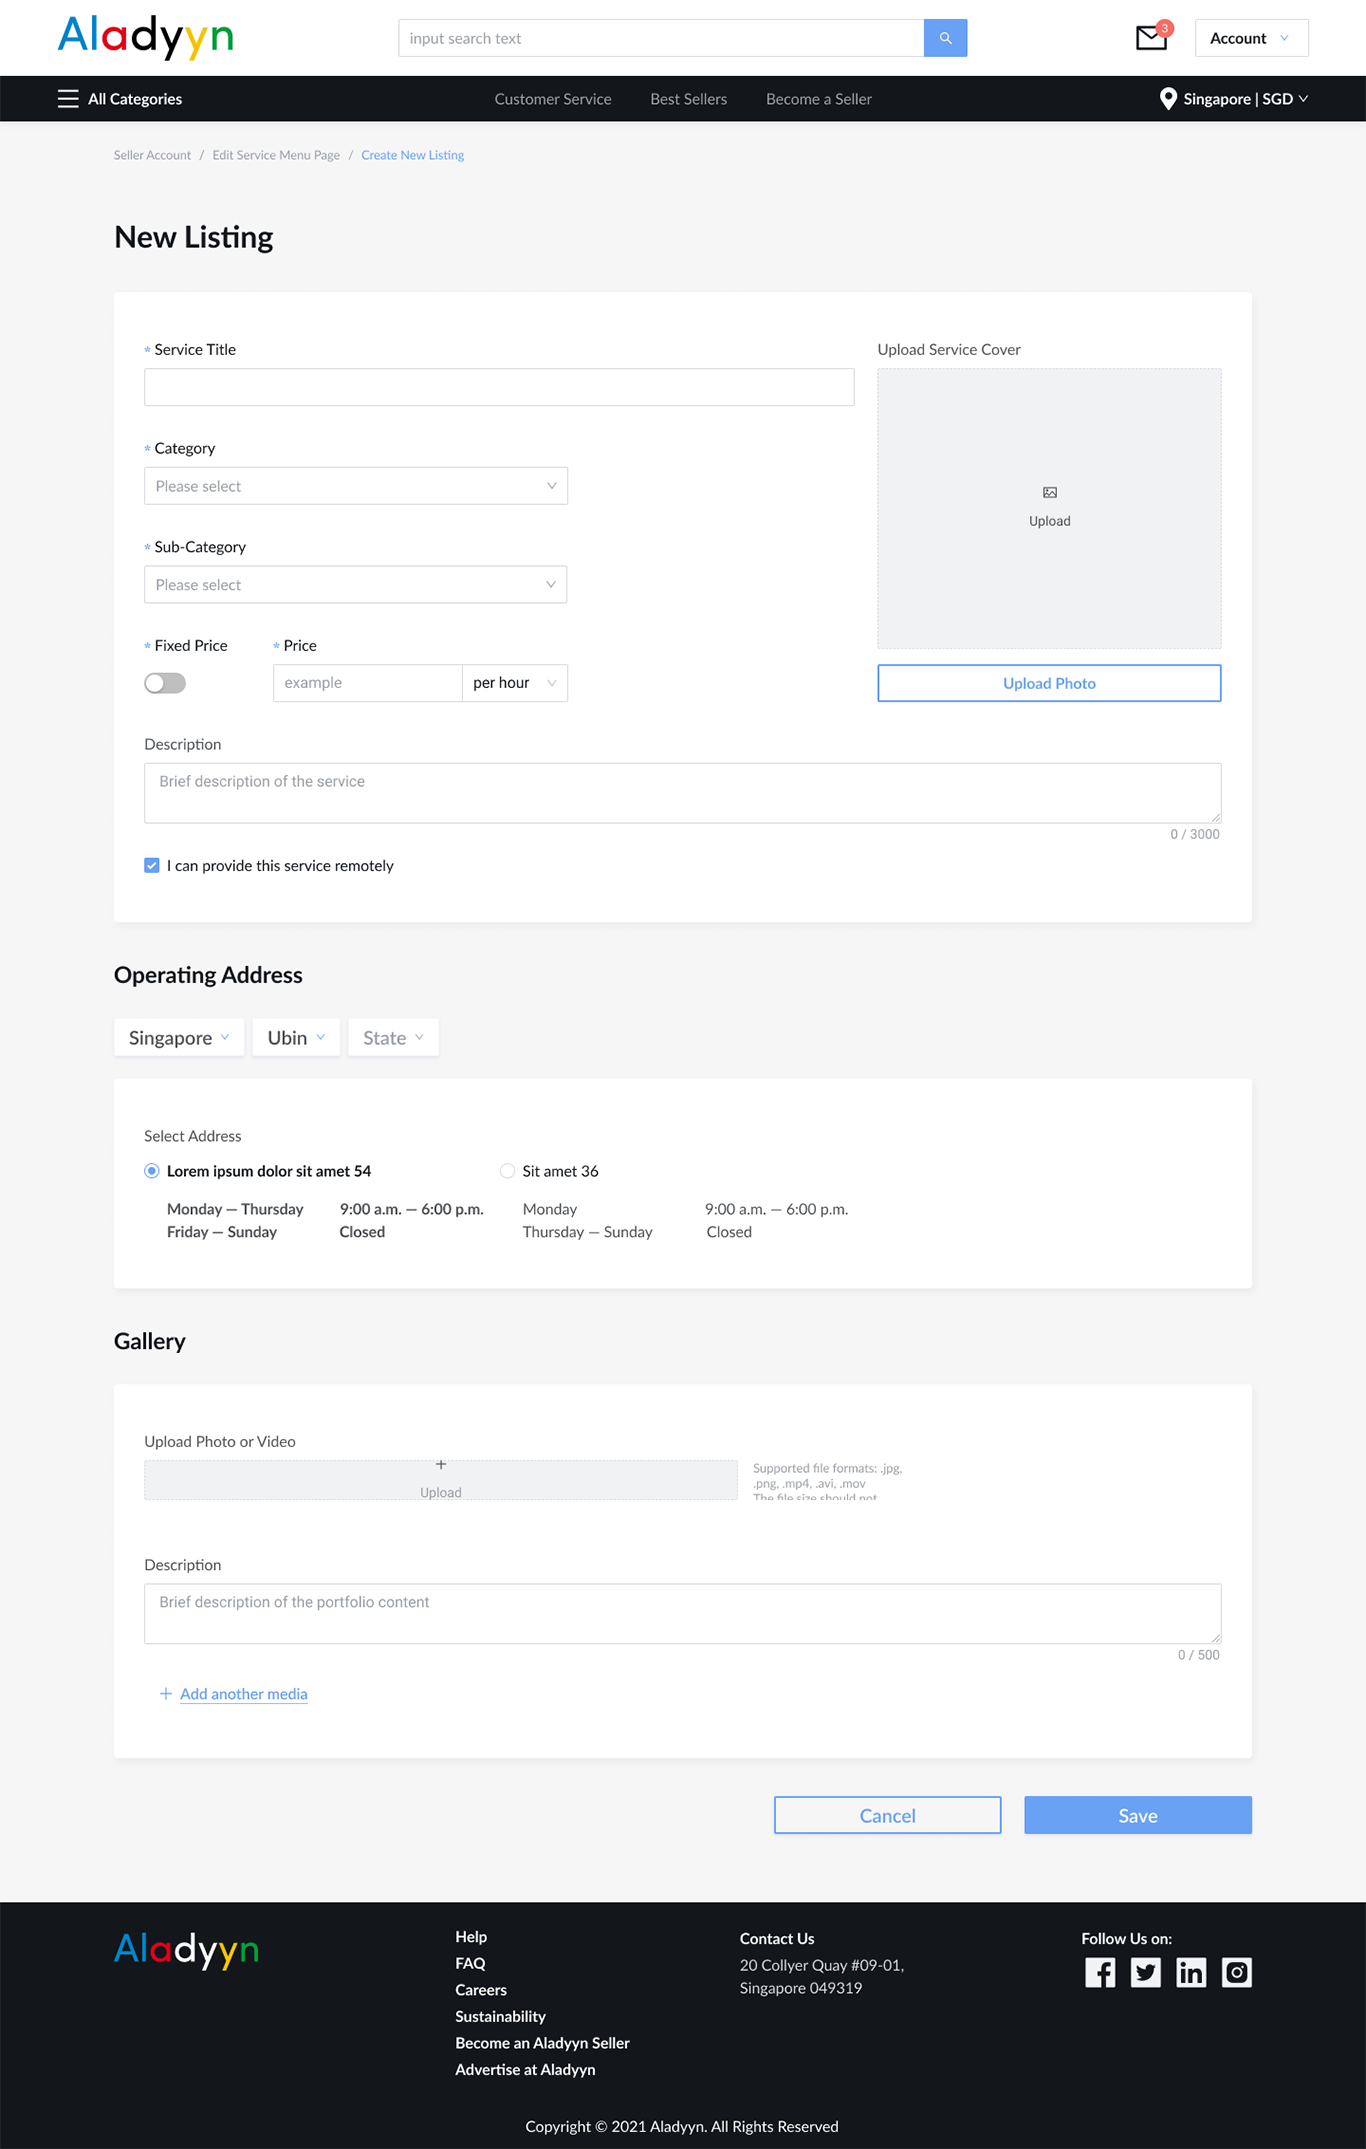 Aladyyn
input search text
3
Account
All Categories
Customer Service
Best Sellers
Become a Seller
Singapore | SGD
Seller Account / Edit Service Menu Page / Create New Listing
New Listing
* Service Title
Upload Service Cover
* Category
Please select
Upload
* Sub-Category
Please select
* Fixed Price
* Price
example
per hour
Upload Photo
Description
Brief description of the service
0 / 3000
I can provide this service remotely
Operating Address
Singapore
Ubin
State
Select Address
Lorem ipsum dolor sit amet 54
Sit amet 36
Monday — Thursday 9:00 a.m. — 6:00 p.m.
Monday 9:00 a.m. — 6:00 p.m.
Friday — Sunday Closed
Thursday — Sunday Closed
Gallery
Upload Photo or Video
+
Upload
Supported file formats: .jpg,
.png, .mp4, .avi, .mov
The file size should not
Description
Brief description of the portfolio content
0 / 500
+ Add another media
Cancel
Save
Aladyyn
Help
FAQ
Careers
Sustainability
Become an Aladyyn Seller
Advertise at Aladyyn
Contact Us
20 Collyer Quay #09-01,
Singapore 049319
Follow Us on:
Copyright © 2021 Aladyyn. All Rights Reserved